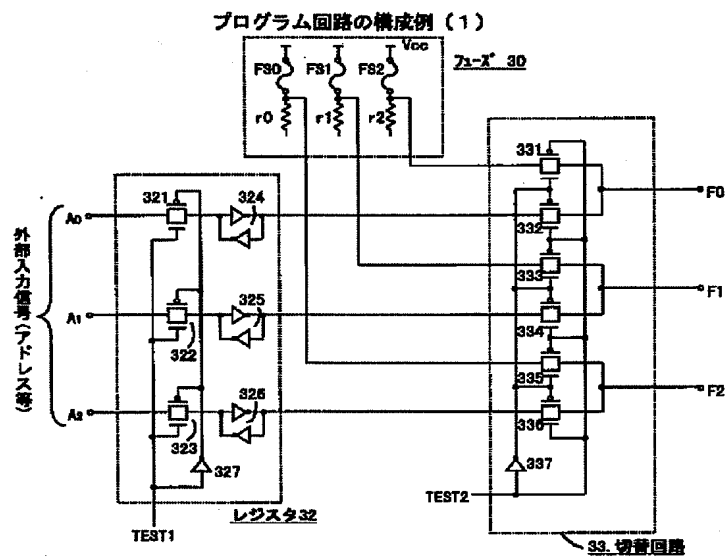 プログラム回路の構成例（1）
Vcc
FS0
FS1
FS2
フューズ 30
r0
r1
r2
331
321
324
A0
F0
332
外部入力信号(アドレス等)
333
325
A1
F1
322
334
326
335
A2
F2
323
336
327
337
TEST2
TEST1
レジスタ32
33. 切替回路